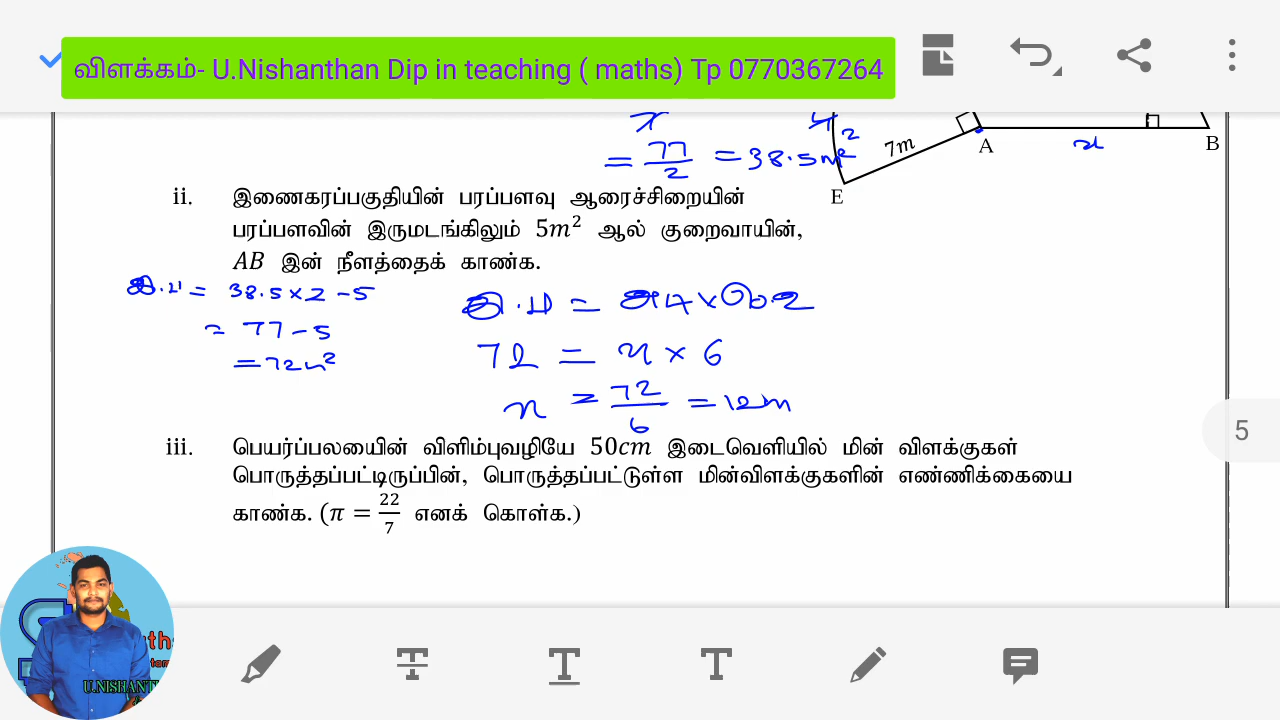 விளக்கம்- U.Nishanthan Dip in teaching ( maths) Tp 0770367264
= 77/2 = 38.5m²
7m
A
x
B
E
ii. இணைகரப்பகுதியின் பரப்பளவு ஆரைச்சிறையின்
பரப்பளவின் இருமடங்கிலும் 5m² ஆல் குறைவாயின்,
AB இன் நீளத்தைக் காண்க.
இ.ப = 38.5 x 2 - 5
= 77 - 5
= 72m²
இ.ப = அடி x செ.உ
72 = x × 6
x = 72/6 = 12m
5
iii. பெயர்ப்பலயைின் விளிம்புவழியே 50cm இடைவெளியில் மின் விளக்குகள்
பொருத்தப்பட்டிருப்பின், பொருத்தப்பட்டுள்ள மின்விளக்குகளின் எண்ணிக்கையை
காண்க. (π = 22/7 எனக் கொள்க.)
U.NISHANTH